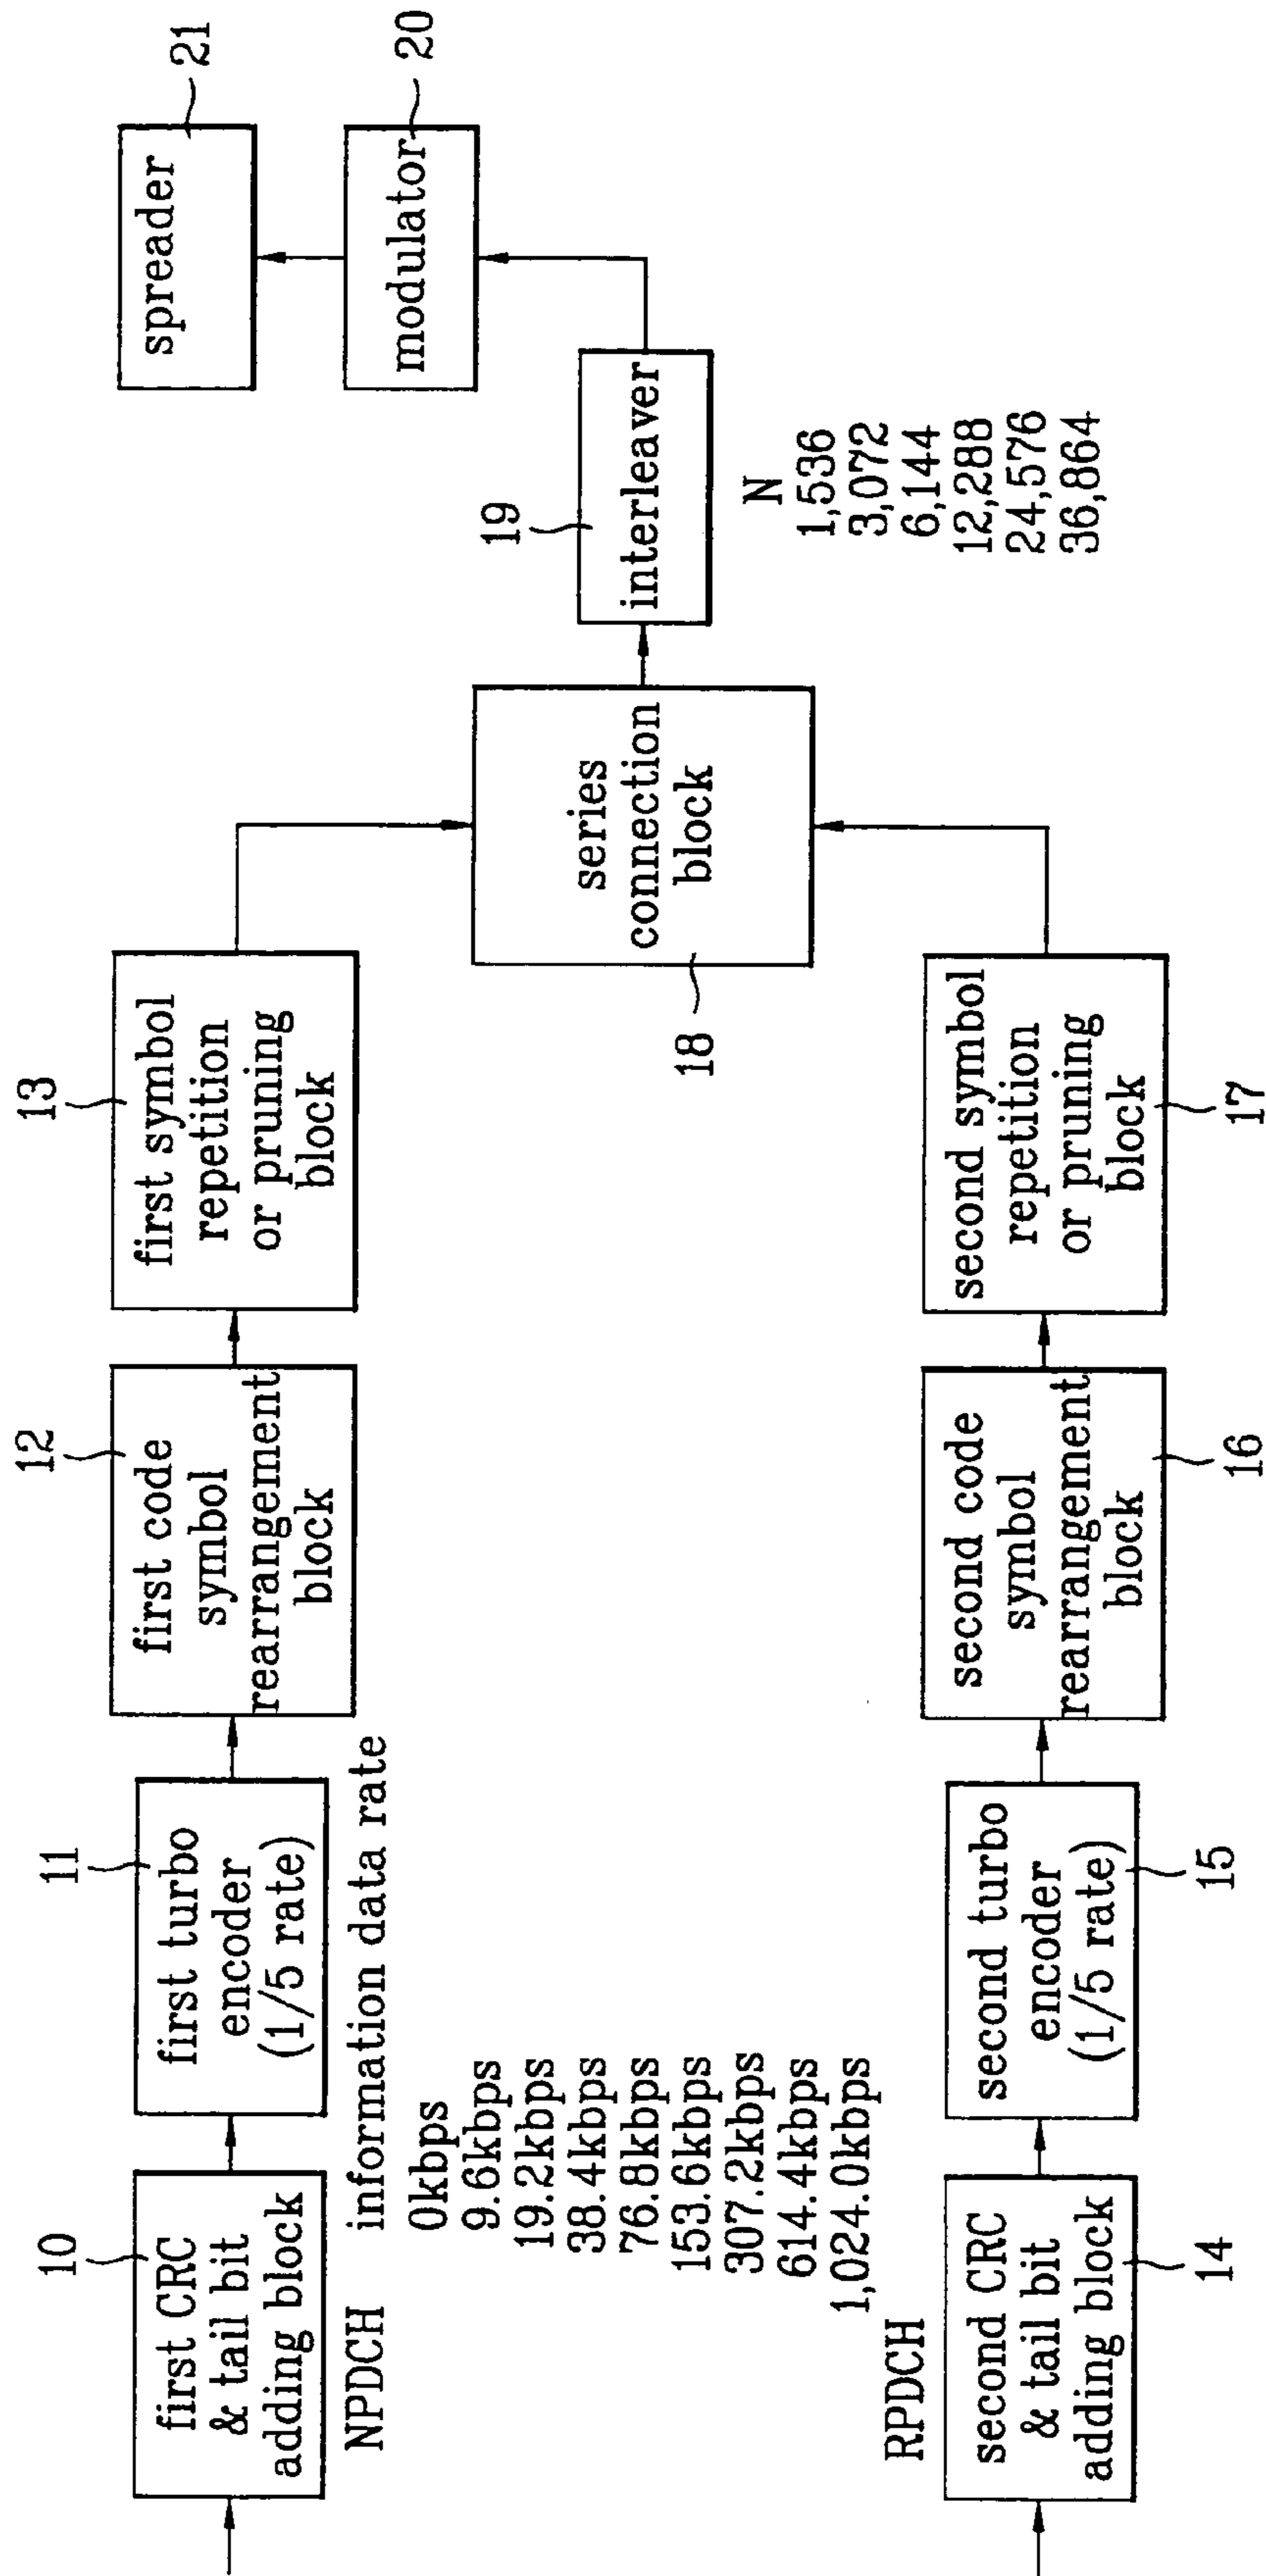 10
first CRC
& tail bit
adding block
NPDCH
11
first turbo
encoder
(1/5 rate)
information data rate
0kbps
9.6kbps
19.2kbps
38.4kbps
76.8kbps
153.6kbps
307.2kbps
614.4kbps
1,024.0kbps
12
first code
symbol
rearrangement
block
13
first symbol
repetition
or pruning
block
RPDCH
second CRC
& tail bit
adding block
14
second turbo
encoder
(1/5 rate)
15
second code
symbol
rearrangement
block
16
second symbol
repetition
or pruning
block
17
series
connection
block
18
19
interleaver
N
1,536
3,072
6,144
12,288
24,576
36,864
modulator
20
spreader
21